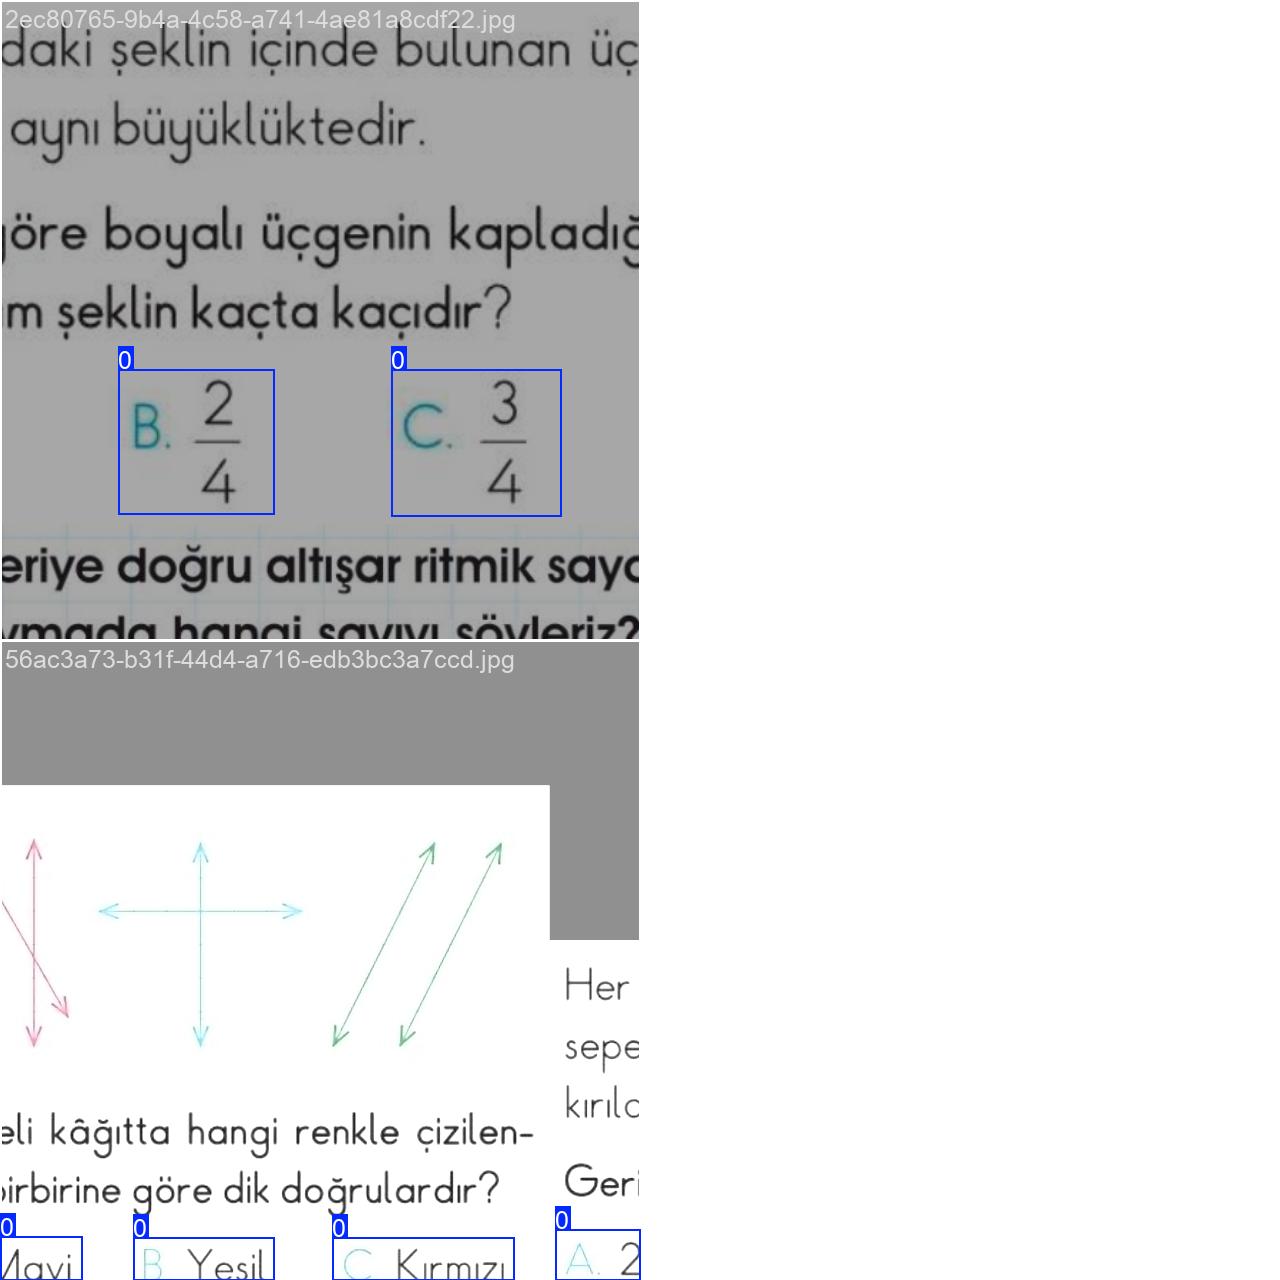 2ec80765-9b4a-4c58-a741-4ae81a8cdf22.jpg
daki şeklin içinde bulunan üç
aynı büyüklüktedir.
göre boyalı üçgenin kapladığ
m şeklin kaçta kaçıdır?
0
0
B. 2/4
C. 3/4
eriye doğru altışar ritmik sayc
ymada hangi sayıyı söyleriz?
56ac3a73-b31f-44d4-a716-edb3bc3a7ccd.jpg
Her
sepe
kırılc
eli kâğıtta hangi renkle çizilen-
birbirine göre dik doğrulardır?
Geri
0
0
0
0
Mavi
B Yeşil
C Kırmızı
A. 2